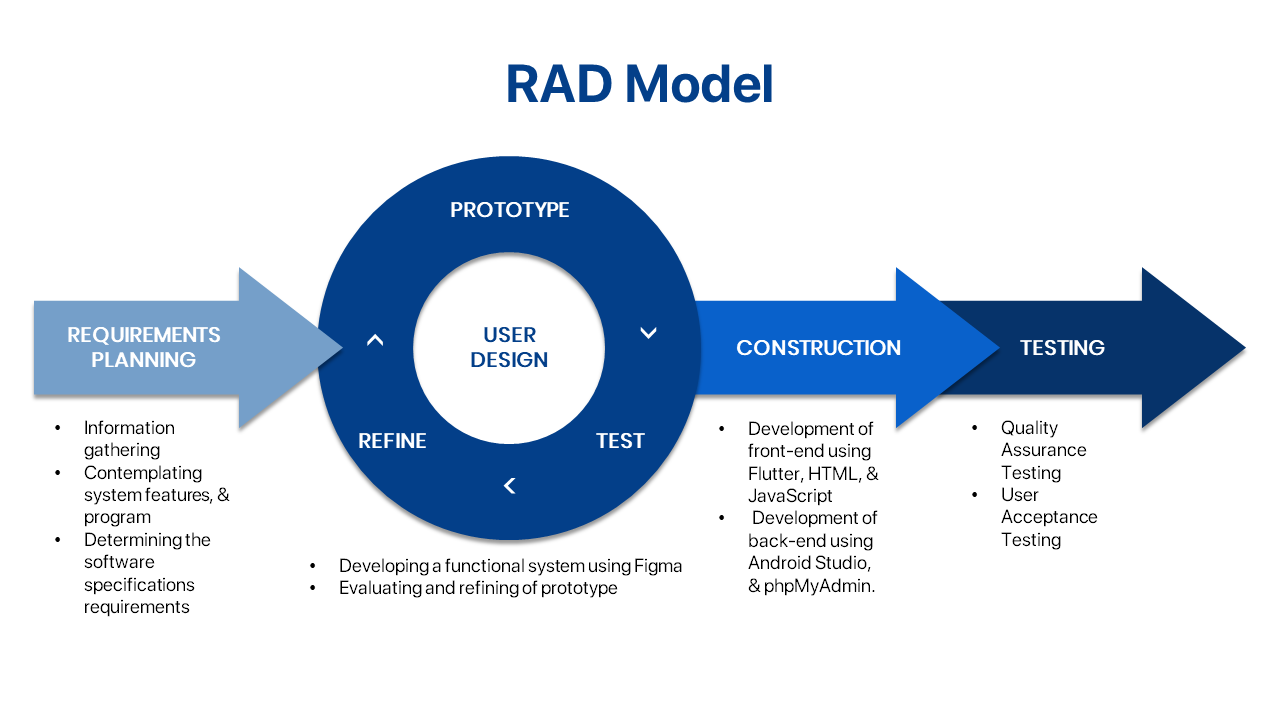 RAD Model
PROTOTYPE
REQUIREMENTS
PLANNING
USER
DESIGN
CONSTRUCTION
TESTING
REFINE
TEST
• Information
gathering
• Contemplating
system features, &
program
• Determining the
software
specifications
requirements
• Developing a functional system using Figma
• Evaluating and refining of prototype
• Development of
front-end using
Flutter, HTML, &
JavaScript
• Development of
back-end using
Android Studio,
& phpMyAdmin.
• Quality
Assurance
Testing
• User
Acceptance
Testing